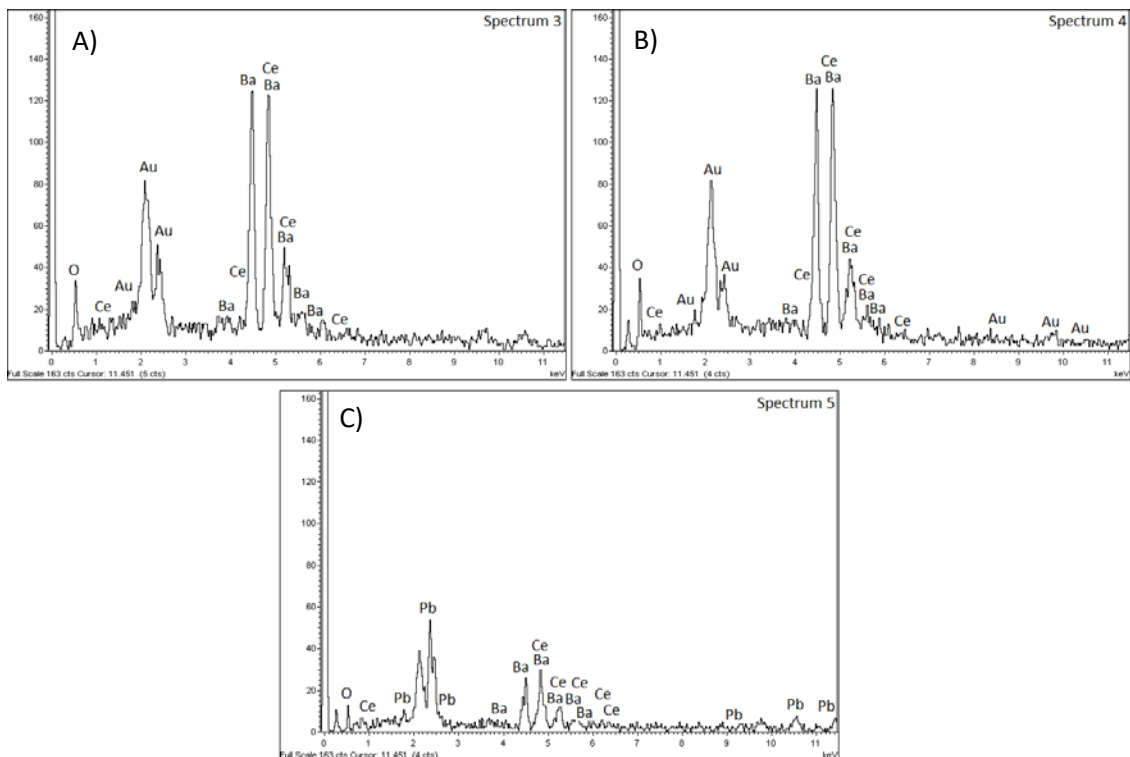 A)
Spectrum 3
160
140
120
100
80
60
40
20
0
O
Ce
Au
Au
Au
Ce
Ba
Ba
Ce
Ba
Ce
Ba
Ba
Ba
Ce
0 1 2 3 4 5 6 7 8 9 10 11
Full Scale 163 cts Cursor: 11.451 (5 cts)
keV
B)
Spectrum 4
160
140
120
100
80
60
40
20
0
O
Ce
Au
Au
Au
Ba
Ce
Ba
Ce
Ba
Ce
Ba
Ce
Ba
Ba
Ce
Au
Au
Au
0 1 2 3 4 5 6 7 8 9 10 11
Full Scale 163 cts Cursor: 11.451 (4 cts)
keV
C)
Spectrum 5
160
140
120
100
80
60
40
20
0
O
Ce
Pb
Pb
Pb
Ba
Ba
Ce
Ba
Ce
Ba
Ce
Ba
Ba
Ce
Ce
Pb
Pb
Pb
0 1 2 3 4 5 6 7 8 9 10 11
Full Scale 163 cts Cursor: 11.451 (4 cts)
keV